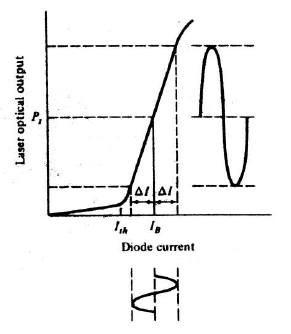 Laser optical output
P_t
ΔI ΔI
I_th I_B
Diode current